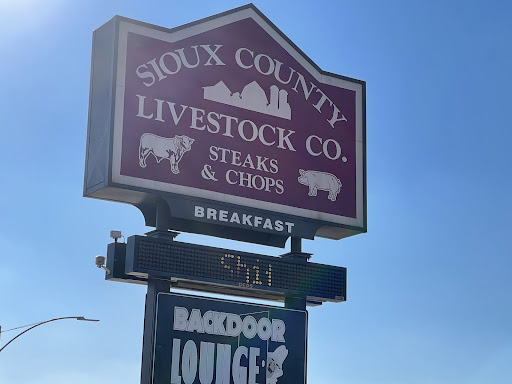 SIOUX COUNTY
LIVESTOCK CO.
STEAKS
& CHOPS
BREAKFAST
BACKDOOR
LOUNGE